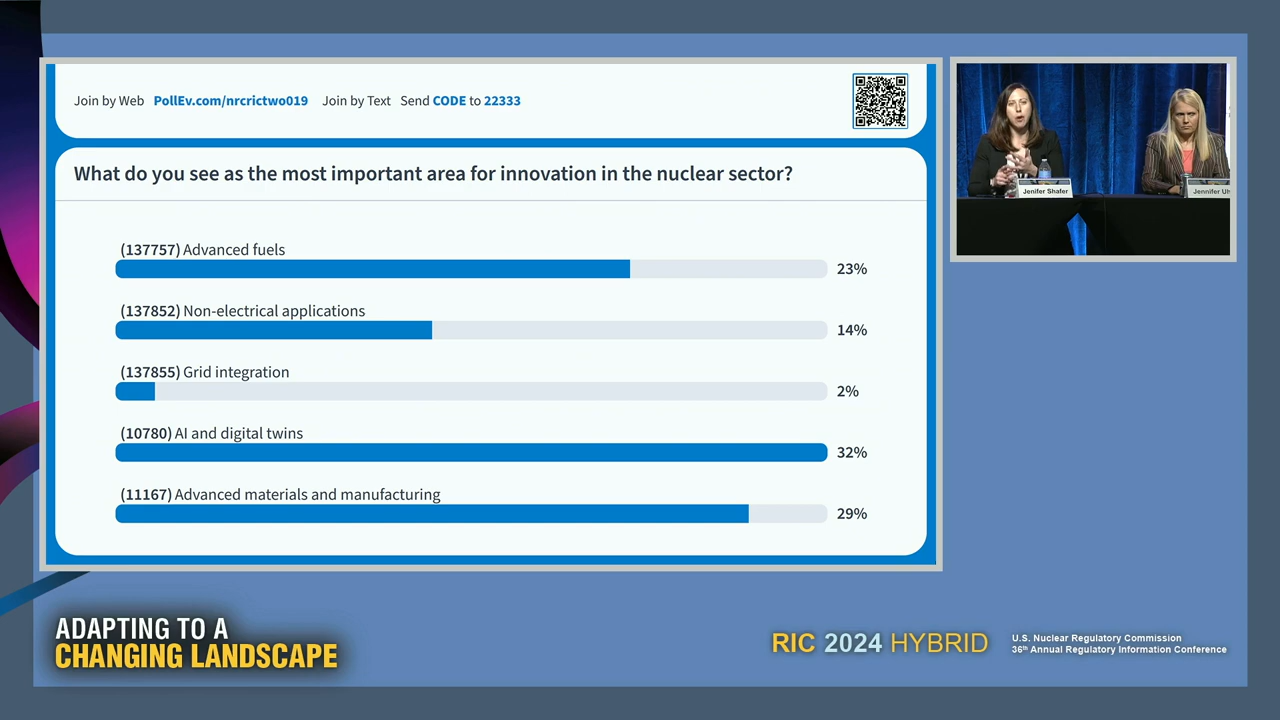 Join by Web PollEv.com/nrcrictwo019 Join by Text Send CODE to 22333
What do you see as the most important area for innovation in the nuclear sector?
(137757) Advanced fuels
23%
(137852) Non-electrical applications
14%
(137855) Grid integration
2%
(10780) AI and digital twins
32%
(11167) Advanced materials and manufacturing
29%
Jenifer Shafer
Jennifer Uh
ADAPTING TO A
CHANGING LANDSCAPE
RIC 2024 HYBRID
U.S. Nuclear Regulatory Commission
36th Annual Regulatory Information Conference